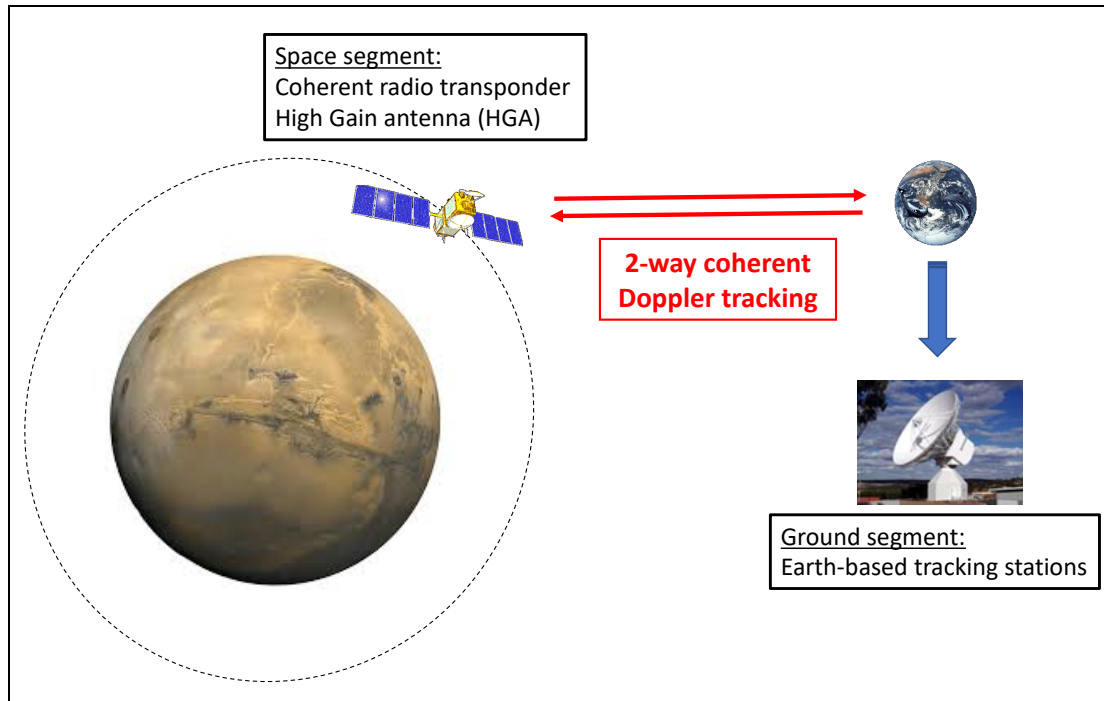 Space segment:
Coherent radio transponder
High Gain antenna (HGA)
2-way coherent
Doppler tracking
Ground segment:
Earth-based tracking stations